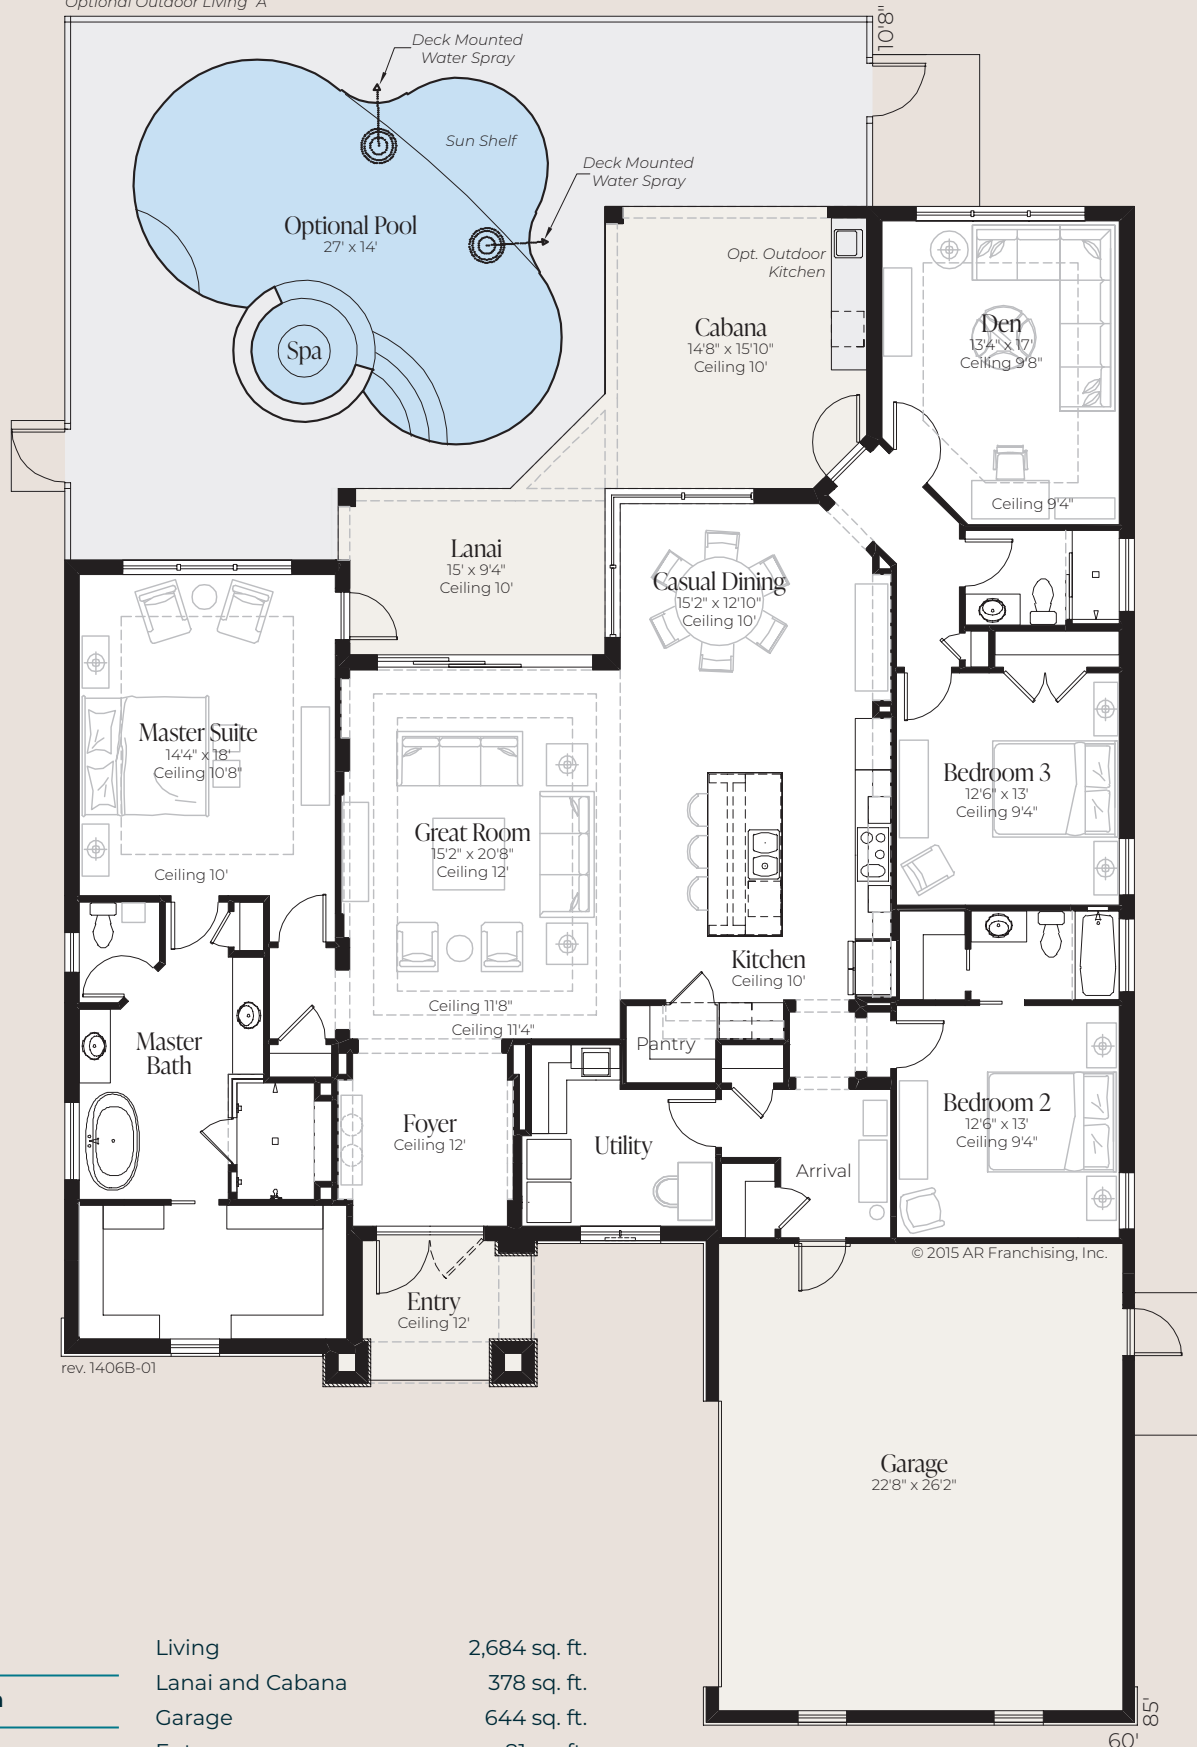 Optional Outdoor Living "A"
10'8"
Deck Mounted
Water Spray
Sun Shelf
Deck Mounted
Water Spray
Optional Pool
27' x 14'
Opt. Outdoor
Kitchen
Spa
Cabana
14'8" x 15'10"
Ceiling 10'
Den
13'4" x 17'
Ceiling 9'8"
Ceiling 9'4"
Lanai
15' x 9'4"
Ceiling 10'
Casual Dining
15'2" x 12'10"
Ceiling 10'
Master Suite
14'4" x 18'
Ceiling 10'8"
Ceiling 10'
Great Room
15'2" x 20'8"
Ceiling 12'
Ceiling 11'8"
Ceiling 11'4"
Bedroom 3
12'6" x 13'
Ceiling 9'4"
Kitchen
Ceiling 10'
Pantry
Master
Bath
Foyer
Ceiling 12'
Utility
Arrival
Bedroom 2
12'6" x 13'
Ceiling 9'4"
© 2015 AR Franchising, Inc.
Entry
Ceiling 12'
rev. 1406B-01
Garage
22'8" x 26'2"
Living 2,684 sq. ft.
Lanai and Cabana 378 sq. ft.
Garage 644 sq. ft.
85'
60'